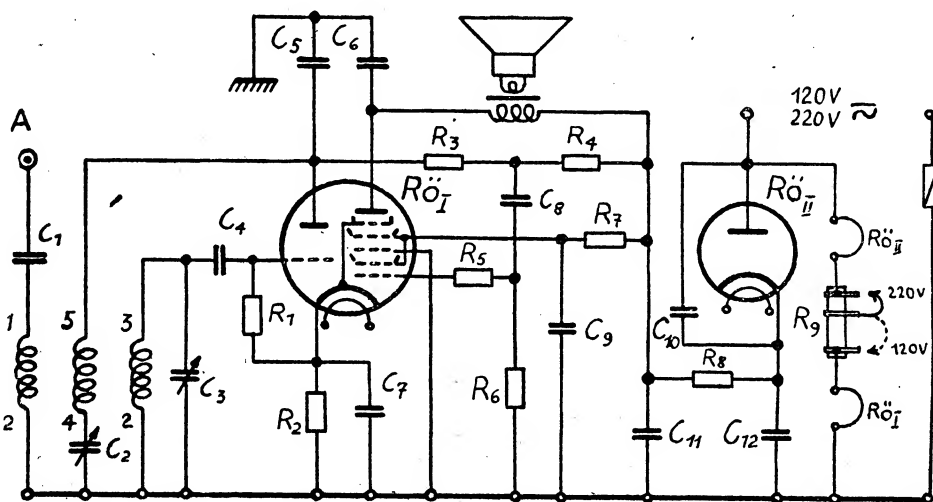 C5
C6
120V
220V
A
R3
R4
RöI
RöII
C1
C4
C8
R7
RöII
R5
220V
1
5
3
R1
C10
R9
C9
120V
R8
2
4
C2
2
C3
R2
C7
R6
C11
C12
RöI